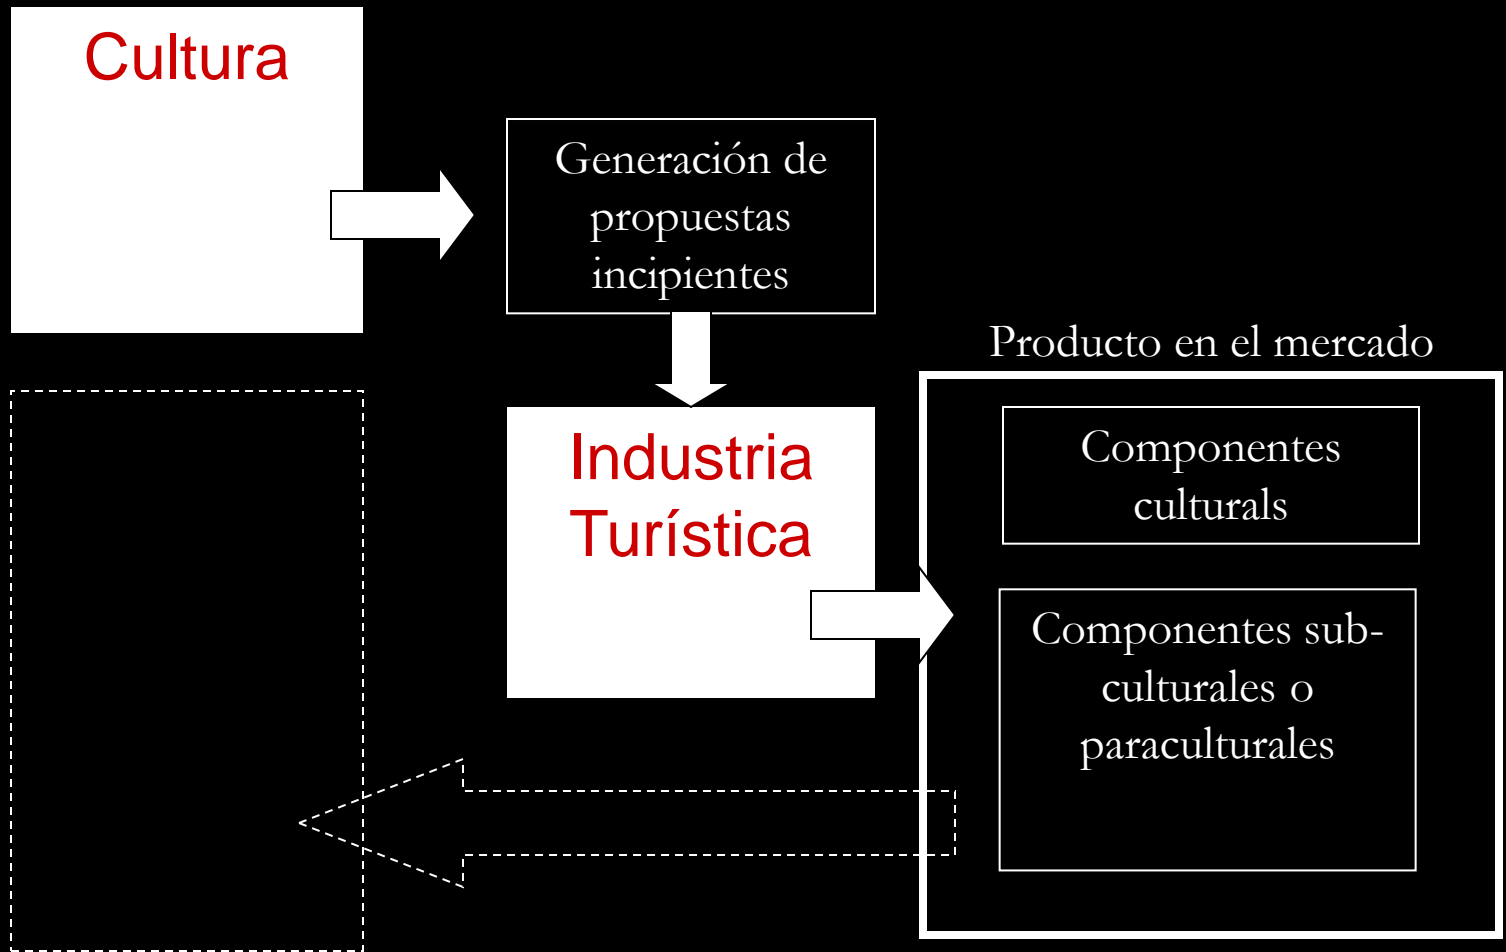 Cultura
Generación de
propuestas
incipientes
Producto en el mercado
Industria
Turística
Componentes
culturals
Componentes sub-
culturales o
paraculturales